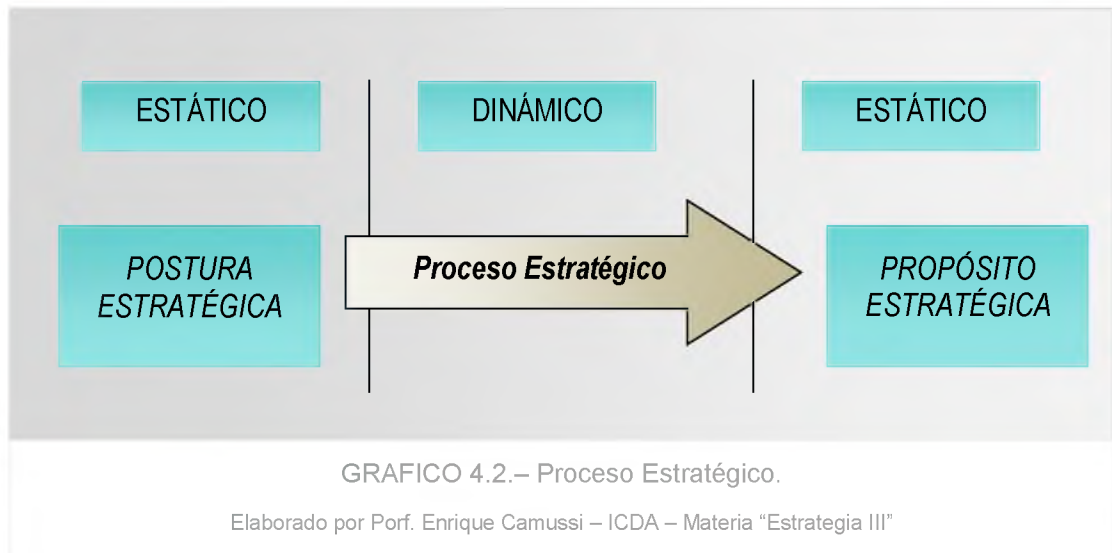 ESTÁTICO
DINÁMICO
ESTÁTICO
POSTURA
ESTRATÉGICA
Proceso Estratégico
PROPÓSITO
ESTRATÉGICA
GRAFICO 4.2.– Proceso Estratégico.
Elaborado por Porf. Enrique Camussi – ICDA – Materia “Estrategia III”